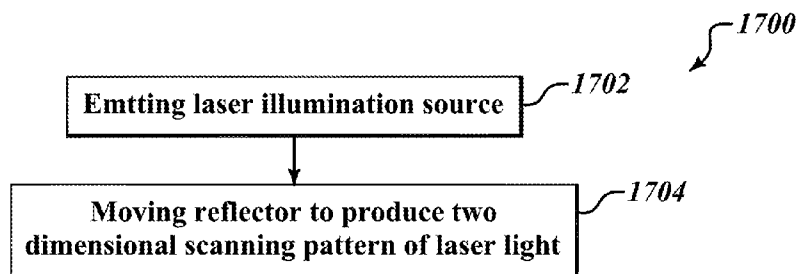 1700
Emtting laser illumination source
1702
Moving reflector to produce two
dimensional scanning pattern of laser light
1704